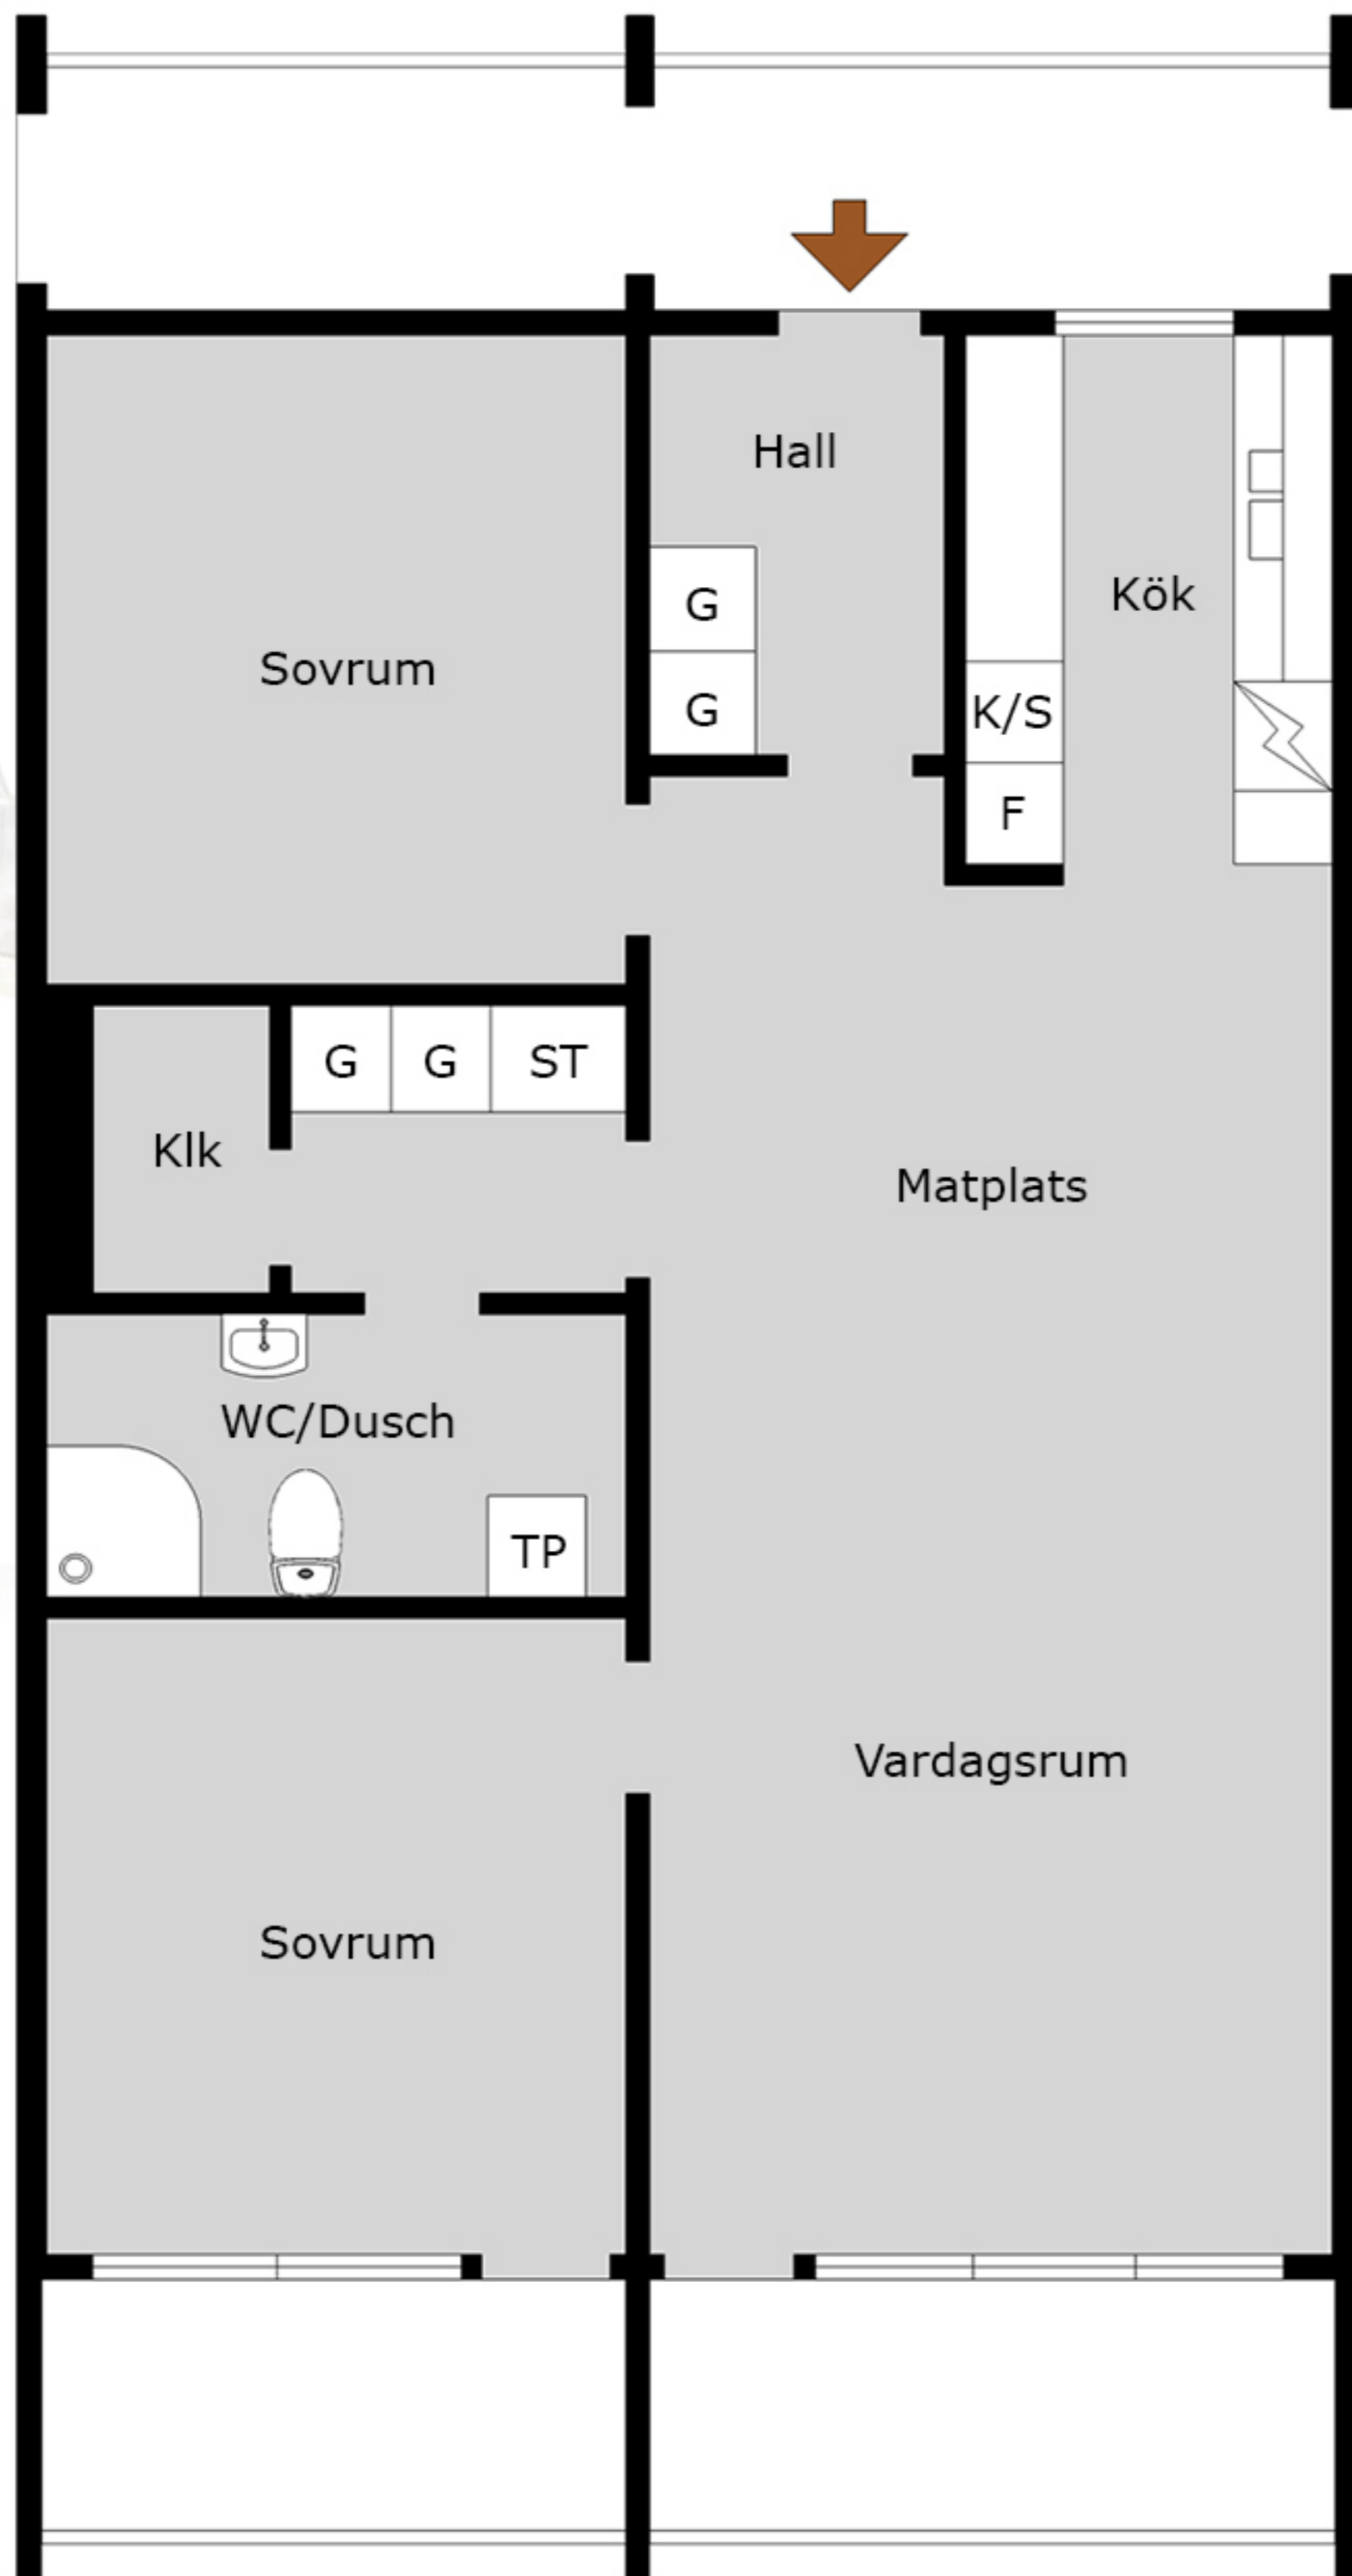 Hall
G
Kök
Sovrum
G
K/S
F
G G ST
Klk
Matplats
WC/Dusch
TP
Vardagsrum
Sovrum